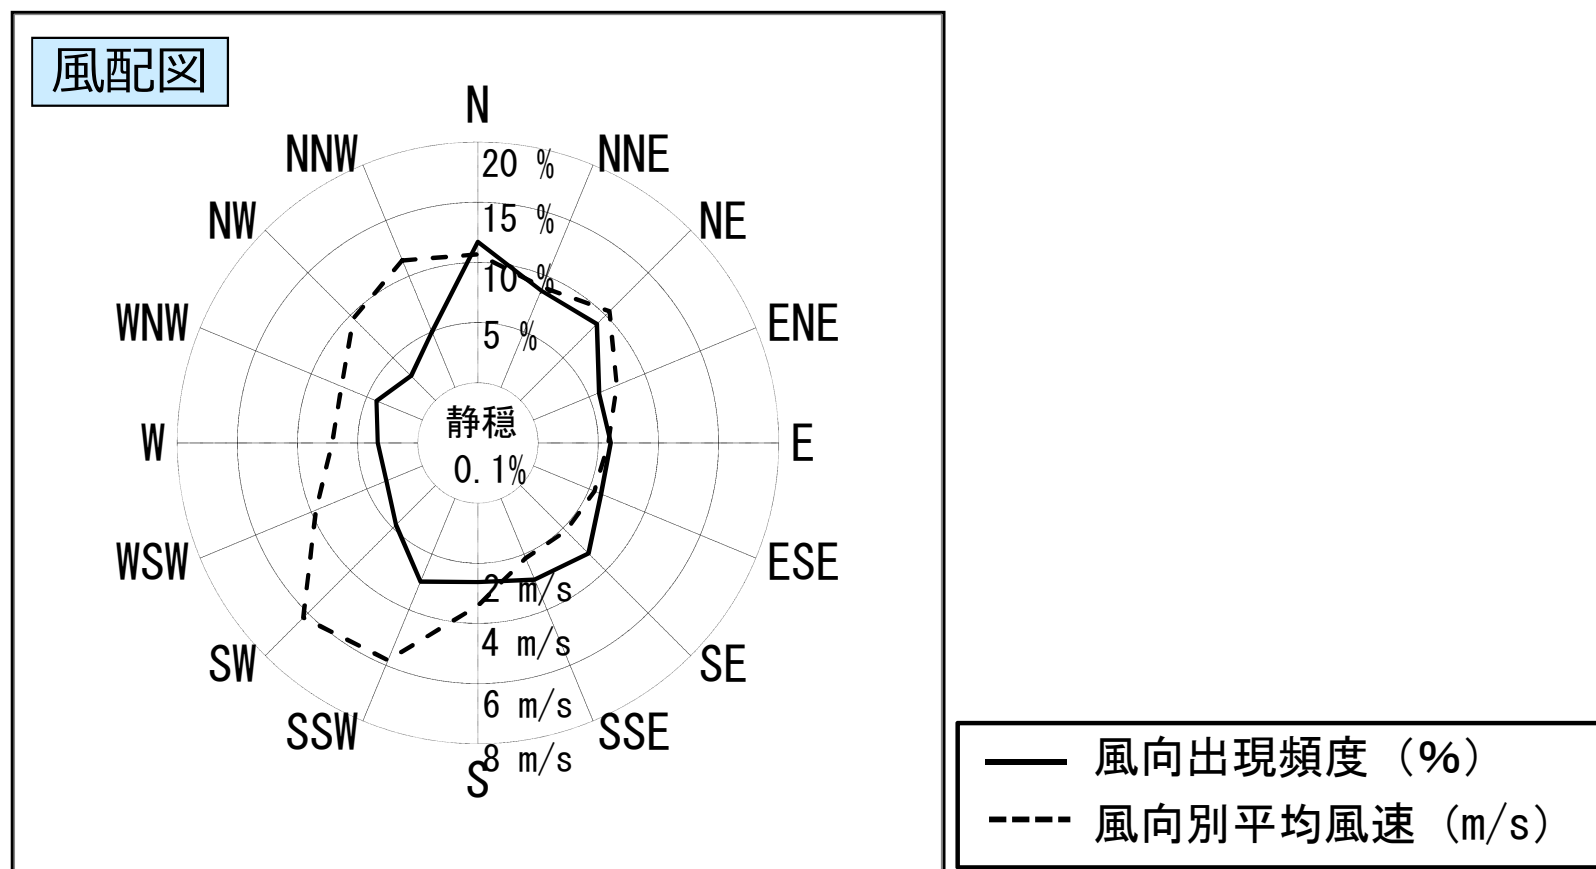 風配図
N
NNW
NNE
20 %
NW
15 %
NE
10 %
WNW
5 %
ENE
静穏
W
E
0.1%
WSW
ESE
2 m/s
4 m/s
SW
SE
6 m/s
SSW
SSE
8 m/s
S
風向出現頻度（%）
風向別平均風速（m/s）